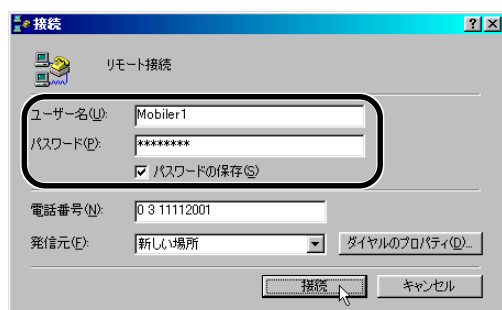 接続
リモート接続
ユーザー名(U): Mobiler1
パスワード(P): ********
パスワードの保存(S)
電話番号(N): 0 3 11112001
発信元(F): 新しい場所 ダイヤルのプロパティ(D)...
接続 キャンセル